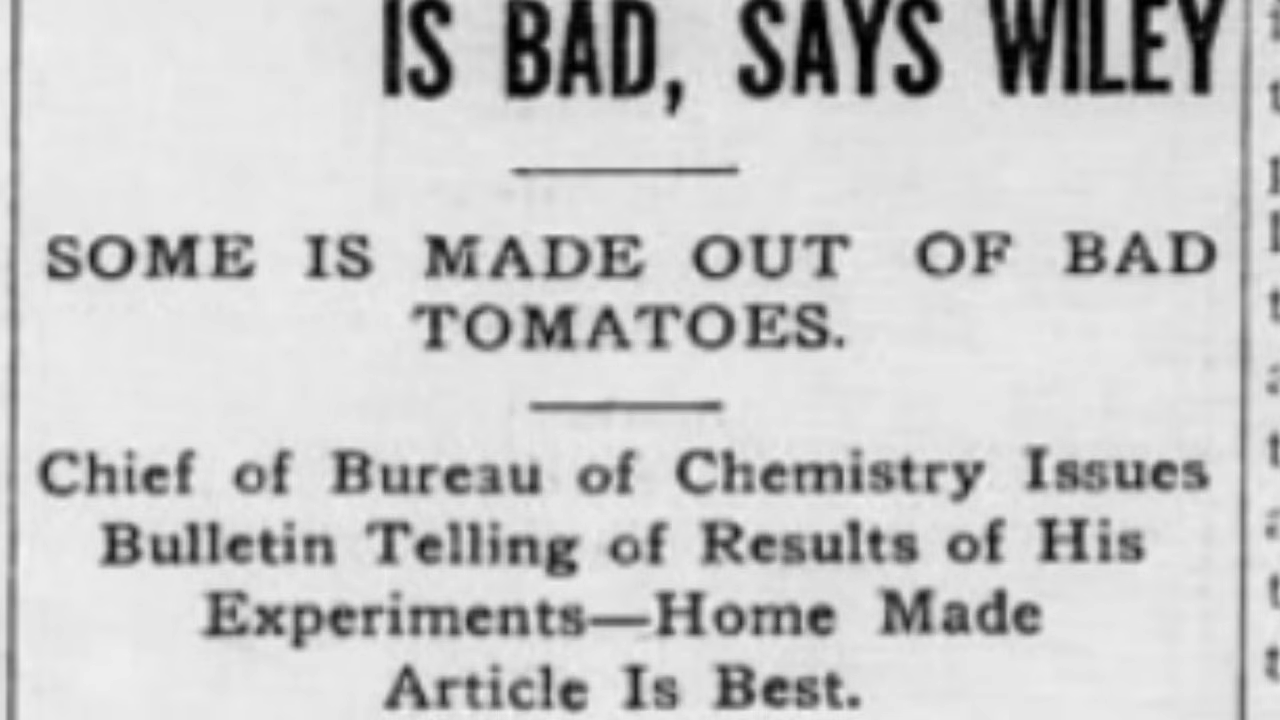 IS BAD, SAYS WILEY
SOME IS MADE OUT OF BAD
TOMATOES.
Chief of Bureau of Chemistry Issues
Bulletin Telling of Results of His
Experiments—Home Made
Article Is Best.